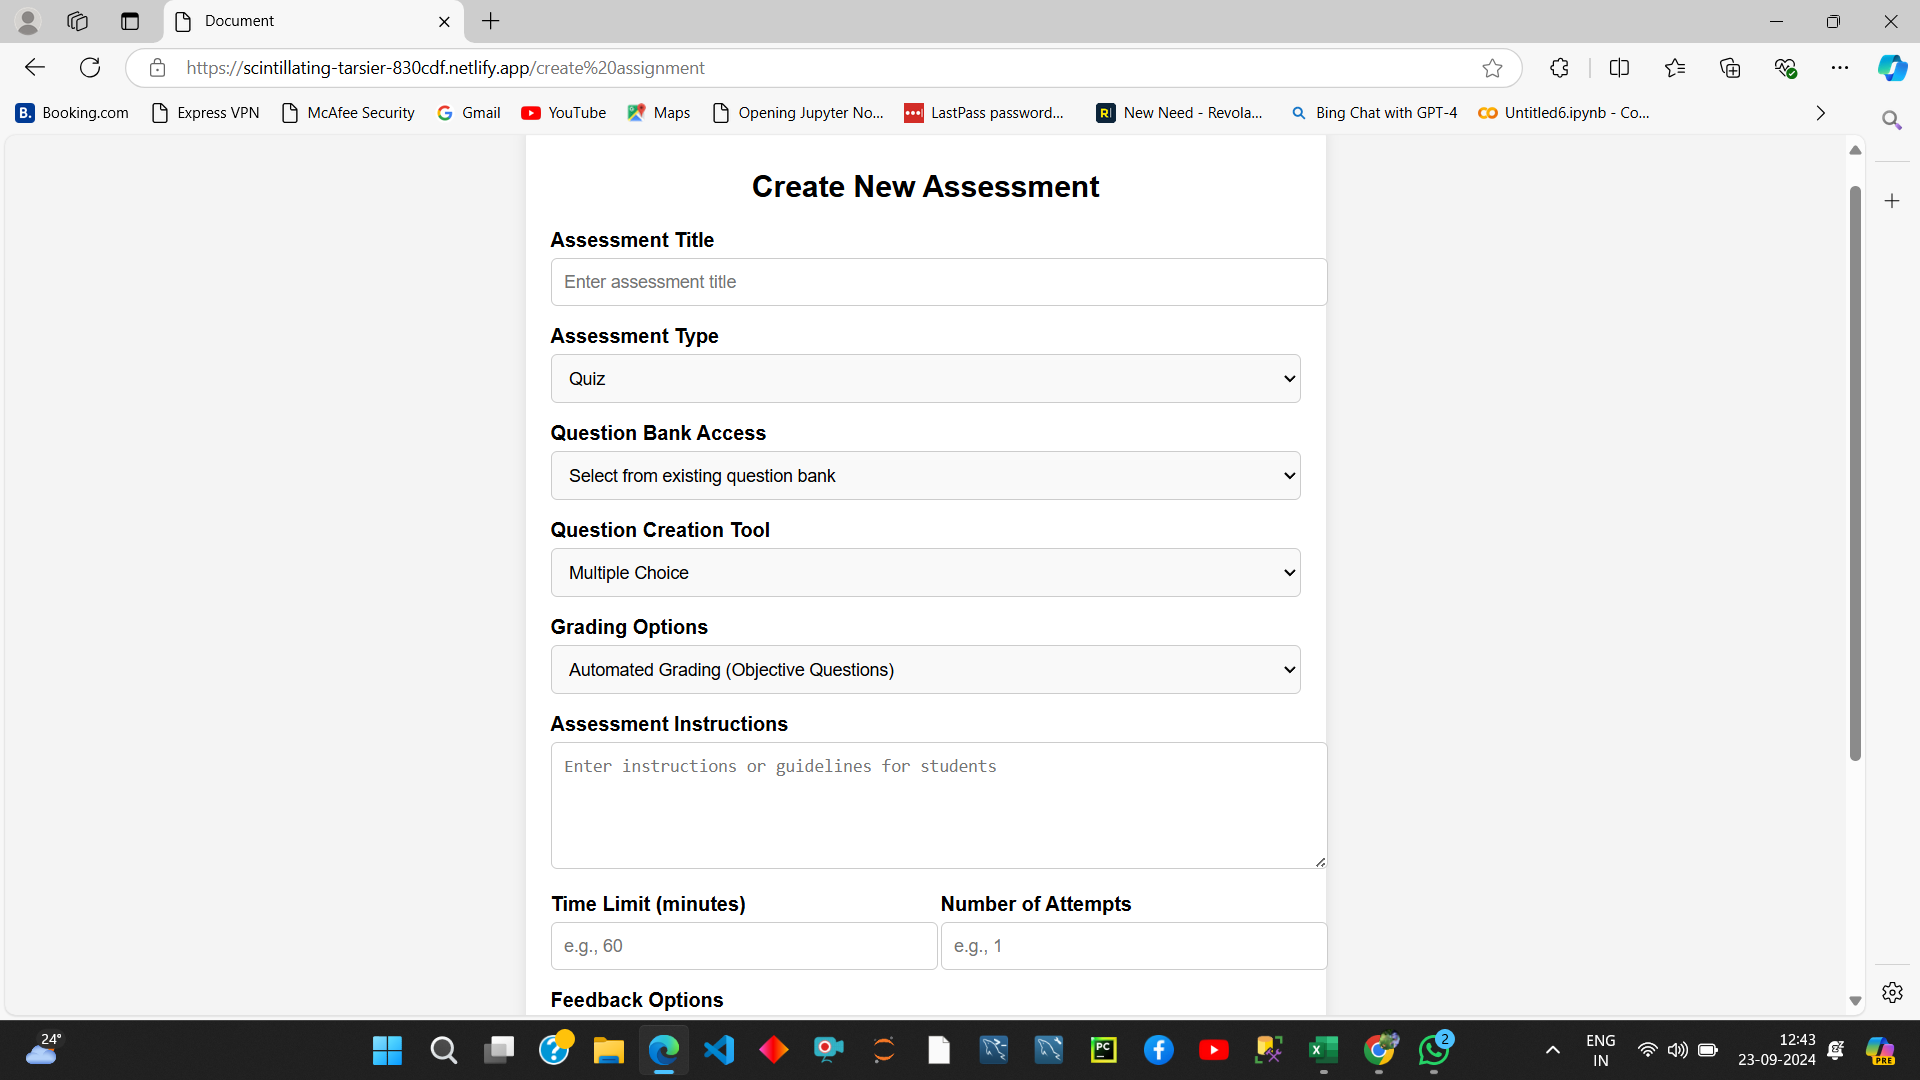 Document
https://scintillating-tarsier-830cdf.netlify.app/create%20assignment
B. Booking.com
Express VPN
McAfee Security
G Gmail
YouTube
Maps
Opening Jupyter No...
LastPass password...
R| New Need - Revola...
Bing Chat with GPT-4
Untitled6.ipynb - Co...
Create New Assessment
Assessment Title
Enter assessment title
Assessment Type
Quiz
Question Bank Access
Select from existing question bank
Question Creation Tool
Multiple Choice
Grading Options
Automated Grading (Objective Questions)
Assessment Instructions
Enter instructions or guidelines for students
Time Limit (minutes) Number of Attempts
e.g., 60 e.g., 1
Feedback Options
24°
PC
2
ENG
IN
12:43
23-09-2024
PRE